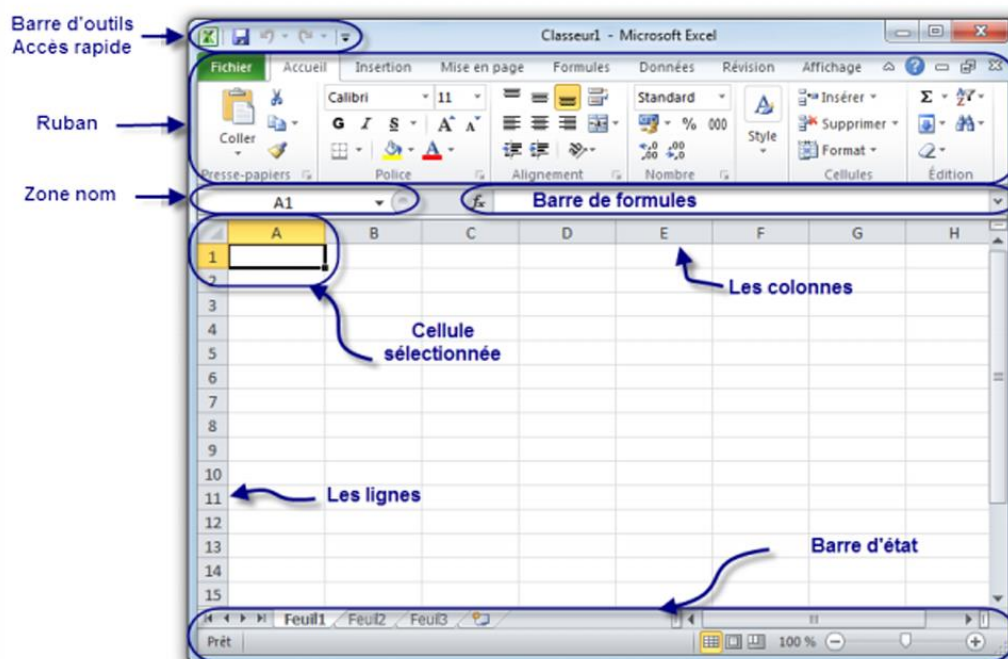 Barre d'outils
Accès rapide
Classeur1 - Microsoft Excel
Fichier Accueil Insertion Mise en page Formules Données Révision Affichage
Ruban
Coller
Calibri 11
Standard
G I S A A
% 000
Style
Insérer
Supprimer
Format
Σ
Presse-papiers Police Alignement Nombre Cellules Édition
Zone nom
A1
fx
Barre de formules
A B C D E F G H
1
2
3
4
5
6
7
8
9
10
11
12
13
14
15
Les colonnes
Cellule
sélectionnée
Les lignes
Barre d'état
Feuil1 Feuil2 Feuil3
Prêt
100 %